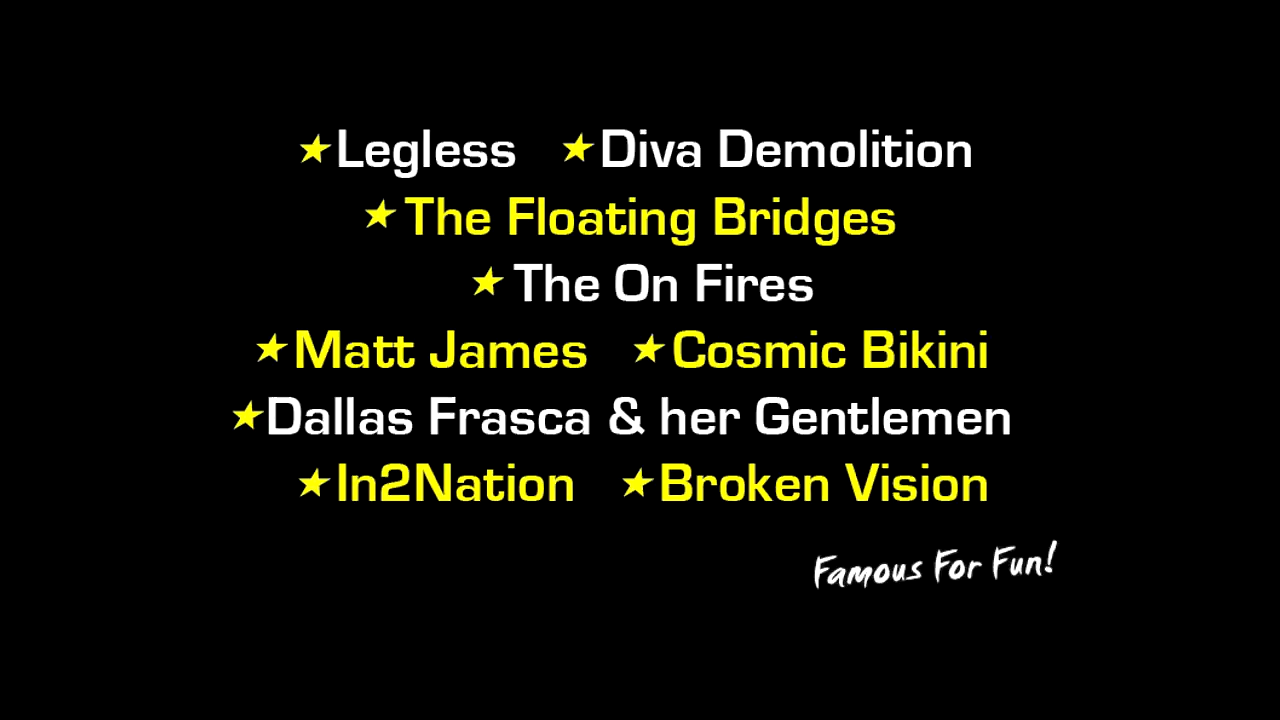 ★Legless ★Diva Demolition
★The Floating Bridges
★The On Fires
★Matt James ★Cosmic Bikini
★Dallas Frasca & her Gentlemen
★In2Nation ★Broken Vision
Famous For Fun!